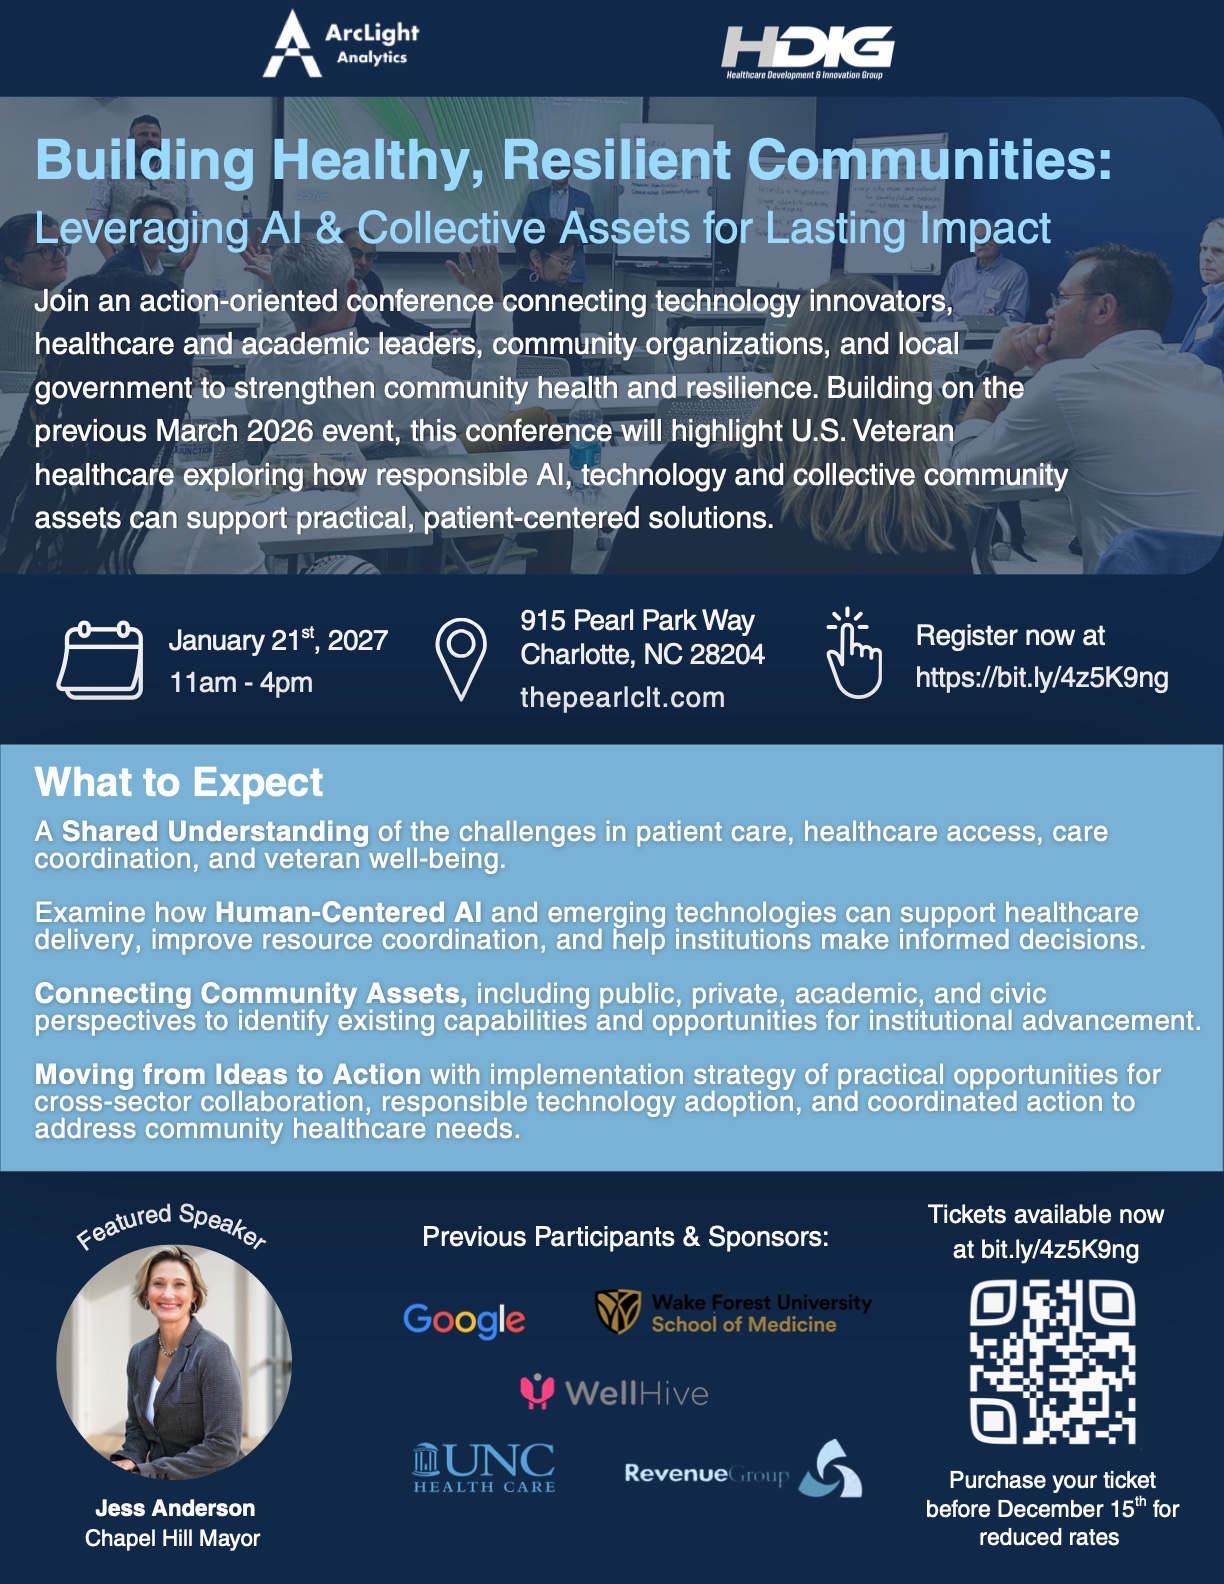 ArcLight
Analytics
HDIG
Healthcare Development & Innovation Group
Building Healthy, Resilient Communities:
Leveraging AI & Collective Assets for Lasting Impact
Join an action-oriented conference connecting technology innovators,
healthcare and academic leaders, community organizations, and local
government to strengthen community health and resilience. Building on the
previous March 2026 event, this conference will highlight U.S. Veteran
healthcare exploring how responsible AI, technology and collective community
assets can support practical, patient-centered solutions.
January 21st, 2027
11am - 4pm
915 Pearl Park Way
Charlotte, NC 28204
thepearlclt.com
Register now at
https://bit.ly/4z5K9ng
What to Expect
A Shared Understanding of the challenges in patient care, healthcare access, care
coordination, and veteran well-being.
Examine how Human-Centered AI and emerging technologies can support healthcare
delivery, improve resource coordination, and help institutions make informed decisions.
Connecting Community Assets, including public, private, academic, and civic
perspectives to identify existing capabilities and opportunities for institutional advancement.
Moving from Ideas to Action with implementation strategy of practical opportunities for
cross-sector collaboration, responsible technology adoption, and coordinated action to
address community healthcare needs.
Featured Speaker
Jess Anderson
Chapel Hill Mayor
Previous Participants & Sponsors:
Google
Wake Forest University
School of Medicine
WellHive
UNC
HEALTH CARE
RevenueGroup
Tickets available now
at bit.ly/4z5K9ng
Purchase your ticket
before December 15th for
reduced rates